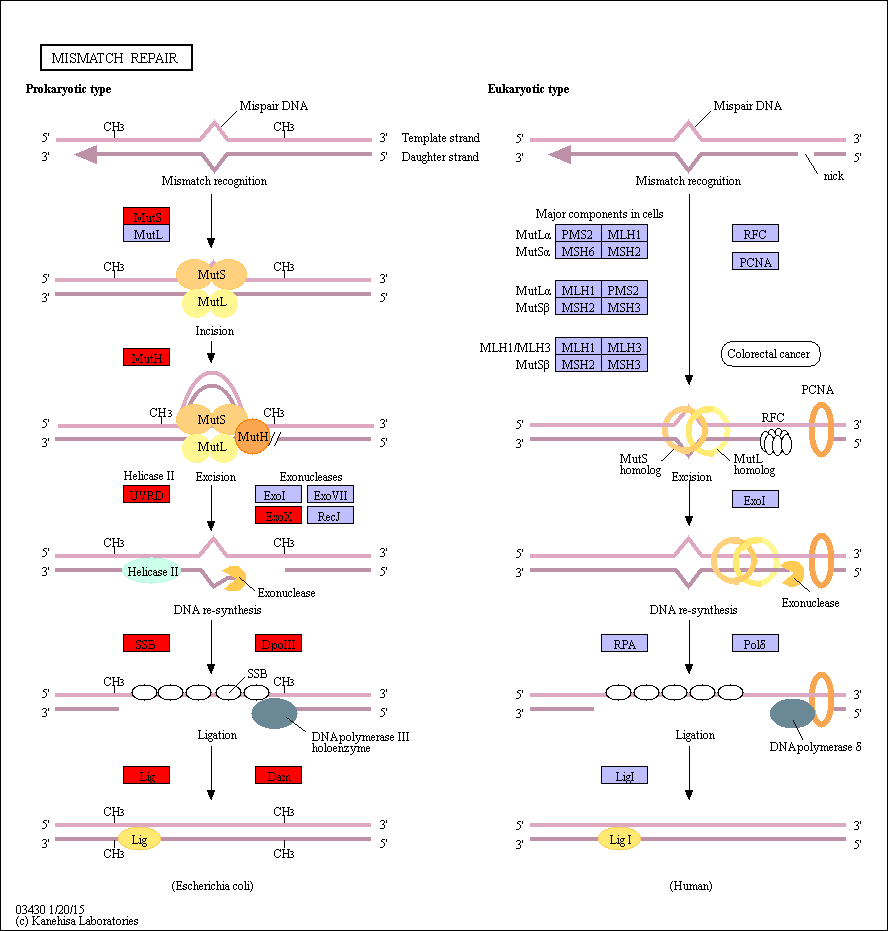 MISMATCH REPAIR
Prokaryotic type
Eukaryotic type
Mispair DNA
Mispair DNA
CH3
CH3
5'
3'
Template strand
5'
3'
3'
5'
Daughter strand
3'
5'
nick
Mismatch recognition
Mismatch recognition
MutS
MutL
Major components in cells
MutLα PMS2 MLH1
MutSα MSH6 MSH2
RFC
PCNA
MutLα MLH1 PMS2
MutSβ MSH2 MSH3
MLH1/MLH3 MLH1 MLH3
MutSβ MSH2 MSH3
Colorectal cancer
CH3
CH3
5'
MutS
3'
3'
MutL
5'
Incision
MutH
CH3
CH3
5'
MutS
3'
3'
MutL
MutH
5'
PCNA
RFC
5'
3'
3'
5'
MutS
homolog
MutL
homolog
Helicase II
Excision
Exonucleases
UVRD
ExoI
ExoVII
ExoX
RecJ
Excision
ExoI
CH3
CH3
5'
3'
3'
Helicase II
5'
Exonuclease
5'
3'
3'
5'
Exonuclease
DNA re-synthesis
DNA re-synthesis
SSB
DpoIII
RPA
Polδ
SSB
CH3
CH3
5'
3'
3'
5'
DNA polymerase III
holoenzyme
5'
3'
3'
5'
DNA polymerase δ
Ligation
Ligation
Lig
Dam
LigI
CH3
CH3
5'
3'
3'
Lig
5'
CH3
CH3
5'
3'
3'
Lig I
5'
(Escherichia coli)
(Human)
03430 1/20/15
(c) Kanehisa Laboratories